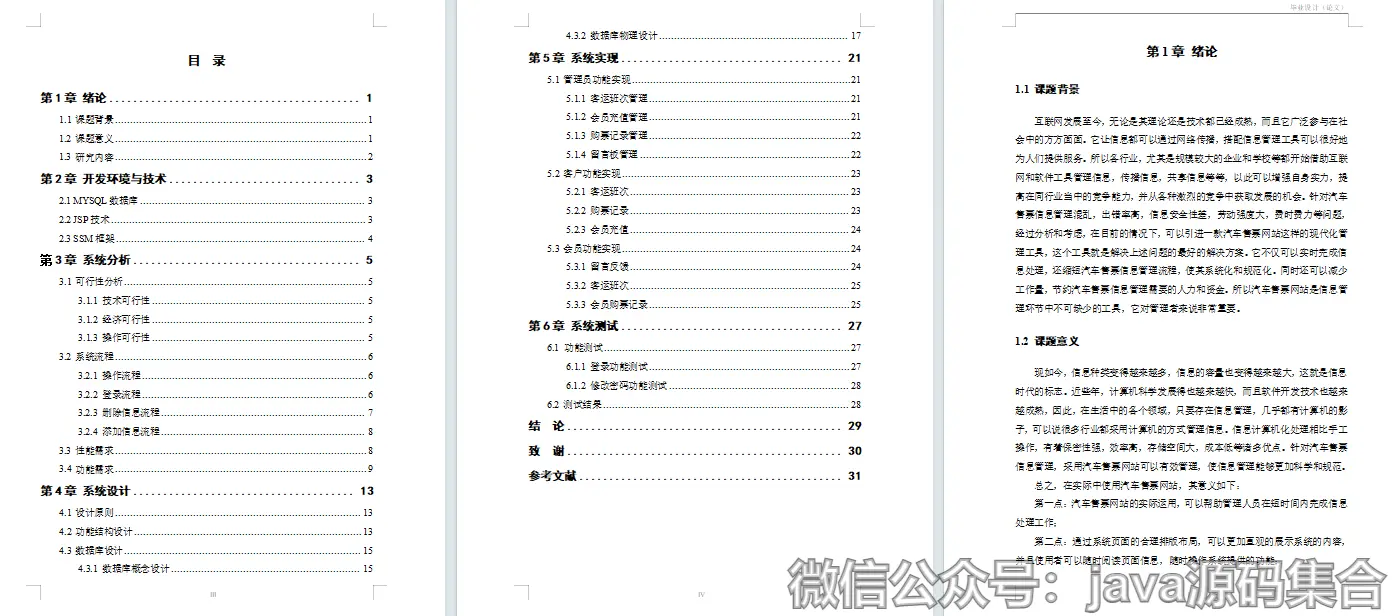 目 录
第1章 绪论 1
1.1 课题背景 1
1.2 课题意义 1
1.3 研究内容 2
第2章 开发环境与技术 3
2.1 MYSQL 数据库 3
2.2 JSP 技术 3
2.3 SSM 框架 4
第3章 系统分析 5
3.1 可行性分析 5
3.1.1 技术可行性 5
3.1.2 经济可行性 5
3.1.3 操作可行性 5
3.2 系统流程 6
3.2.1 操作流程 6
3.2.2 登录流程 6
3.2.3 删除信息流程 7
3.2.4 添加信息流程 8
3.3 性能需求 8
3.4 功能需求 9
第4章 系统设计 13
4.1 设计原则 13
4.2 功能结构设计 13
4.3 数据库设计 15
4.3.1 数据库概念设计 15
III
4.3.2 数据库物理设计 17
第5章 系统实现 21
5.1 管理员功能实现 21
5.1.1 客运班次管理 21
5.1.2 会员充值管理 21
5.1.3 购票记录管理 22
5.1.4 留言板管理 22
5.2 客户功能实现 23
5.2.1 客运班次 23
5.2.2 购票记录 23
5.2.3 会员充值 24
5.3 会员功能实现 24
5.3.1 留言反馈 24
5.3.2 客运班次 25
5.3.3 会员购票记录 25
第6章 系统测试 27
6.1 功能测试 27
6.1.1 登录功能测试 27
6.1.2 修改密码功能测试 28
6.2 测试结果 28
结 论 29
致 谢 30
参考文献 31
IV
毕业设计（论文）
第1章 绪论
1.1 课题背景
互联网发展至今，无论是其理论还是技术都已经成熟，而且它广泛参与在社
会中的方方面面。它让信息都可以通过网络传播，搭配信息管理工具可以很好地
为人们提供服务。所以各行业，尤其是规模较大的企业和学校等都开始借助互联
网和软件工具管理信息，传播信息，共享信息等等，以此可以增强自身实力，提
高在同行业当中的竞争能力，并从各种激烈的竞争中获取发展的机会。针对汽车
售票信息管理混乱，出错率高，信息安全性差，劳动强度大，费时费力等问题，
经过分析和考虑，在目前的情况下，可以引进一款汽车售票网站这样的现代化管
理工具，这个工具就是解决上述问题的最好的解决方案。它不仅可以实时完成信
息处理，还缩短汽车售票信息管理流程，使其系统化和规范化。同时还可以减少
工作量，节约汽车售票信息管理需要的人力和资金。所以汽车售票网站是信息管
理环节中不可缺少的工具，它对管理者来说非常重要。
1.2 课题意义
现如今，信息种类变得越来越多，信息的容量也变得越来越大，这就是信息
时代的标志。近些年，计算机科学发展得也越来越快，而且软件开发技术也越来
越成熟，因此，在生活中的各个领域，只要存在信息管理，几乎都有计算机的影
子，可以说很多行业都采用计算机的方式管理信息。信息计算机化处理相比手工
操作，有着保密性强，效率高，存储空间大，成本低等诸多优点。针对汽车售票
信息管理，采用汽车售票网站可以有效管理，使信息管理能够更加科学和规范。
总之，在实际中使用汽车售票网站，其意义如下：
第一点：汽车售票网站的实际运用，可以帮助管理人员在短时间内完成信息
处理工作；
第二点：通过系统页面的合理排版布局，可以更加直观的展示系统的内容，
并且使用者可以随时阅读页面信息，随时操作系统提供的功能。
微信公众号：java源码集合